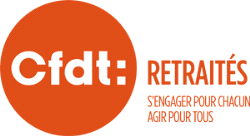 Cfdt:
RETRAITÉS
S'ENGAGER POUR CHACUN
AGIR POUR TOUS